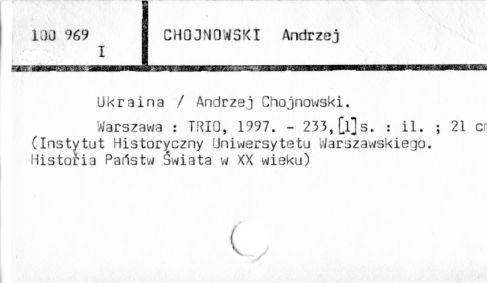 100 969 CHOJNOWSKI Andrzej
I
Ukraina / Andrzej Chojnowski.
Warszawa : TRIO, 1997. - 233,[1]s. : il. ; 21 cm
(Instytut Historyczny Uniwersytetu Warszawskiego.
Historia Państw Świata w XX wieku)